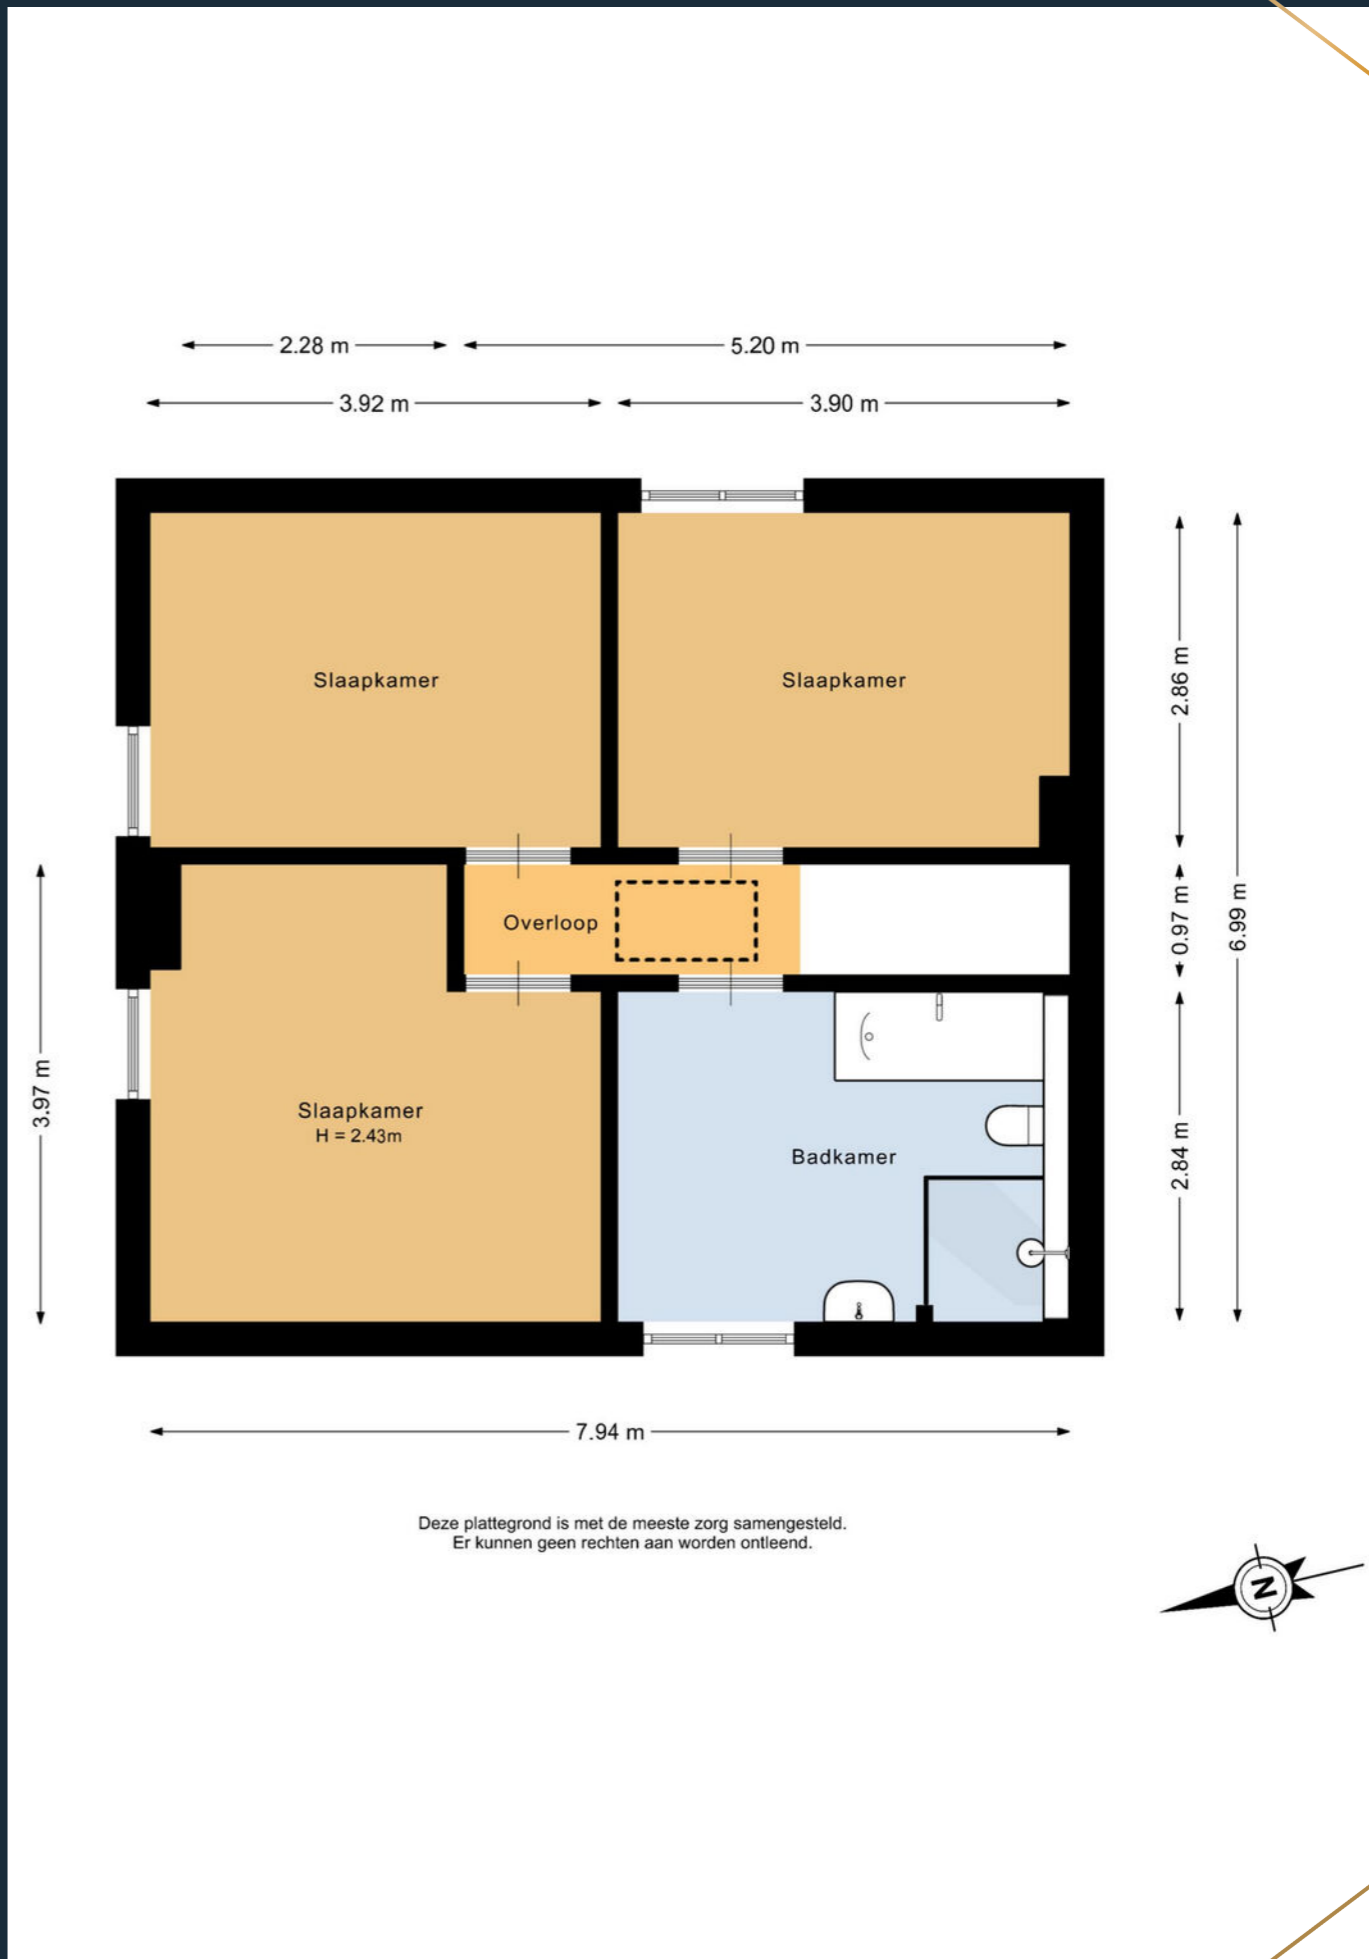 2.28 m
5.20 m
3.92 m
3.90 m
Slaapkamer
Slaapkamer
2.86 m
Overloop
0.97 m
6.99 m
3.97 m
Slaapkamer
H = 2.43m
Badkamer
2.84 m
7.94 m
Deze plattegrond is met de meeste zorg samengesteld.
Er kunnen geen rechten aan worden ontleend.
N